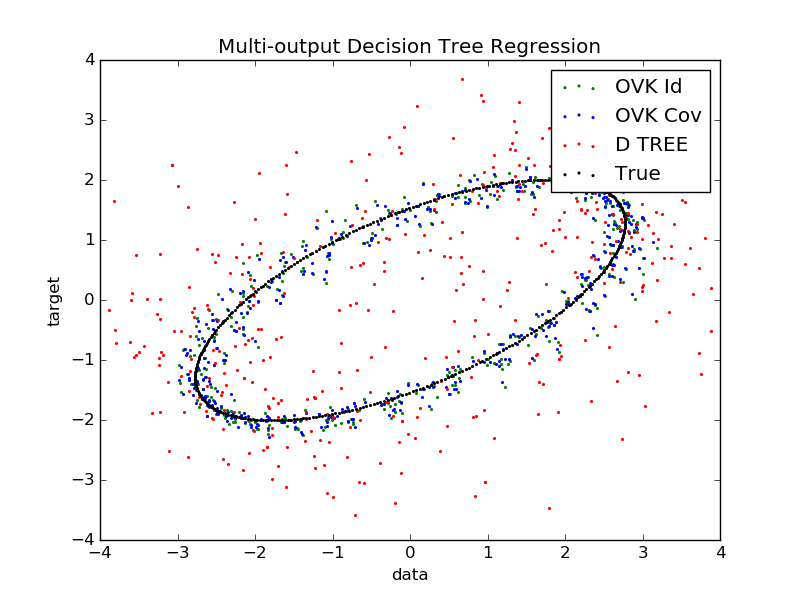 Multi-output Decision Tree Regression
OVK Id
OVK Cov
D TREE
True
4
3
2
1
0
−1
−2
−3
−4
target
−4 −3 −2 −1 0 1 2 3 4
data